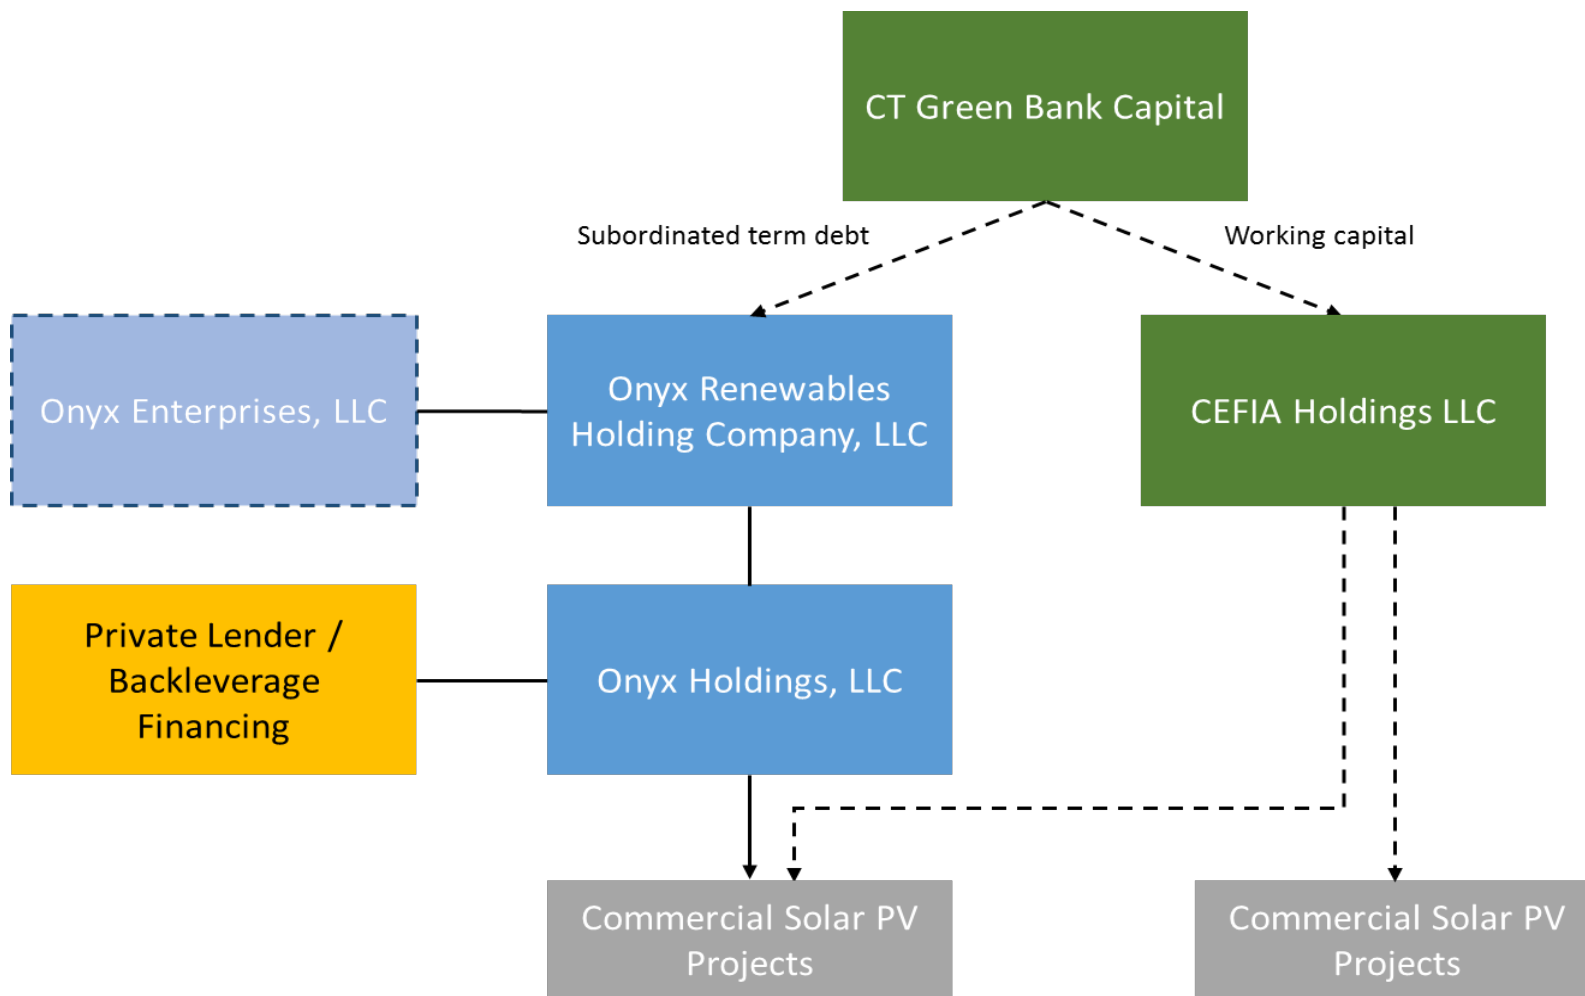 CT Green Bank Capital
Subordinated term debt
Working capital
Onyx Enterprises, LLC
Onyx Renewables
Holding Company, LLC
CEFIA Holdings LLC
Private Lender /
Backleverage
Financing
Onyx Holdings, LLC
Commercial Solar PV
Projects
Commercial Solar PV
Projects